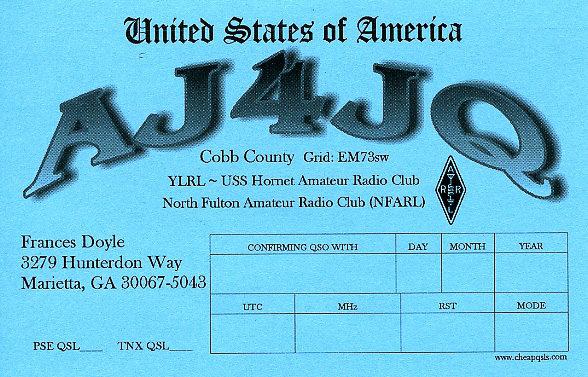 United States of America
AJ4JQ
Cobb County Grid: EM73sw
YLRL ~ USS Hornet Amateur Radio Club
North Fulton Amateur Radio Club (NFARL)
A R R L
Frances Doyle
3279 Hunterdon Way
Marietta, GA 30067-5043
CONFIRMING QSO WITH DAY MONTH YEAR
UTC MHz RST MODE
PSE QSL____ TNX QSL____
www.cheapqsls.com